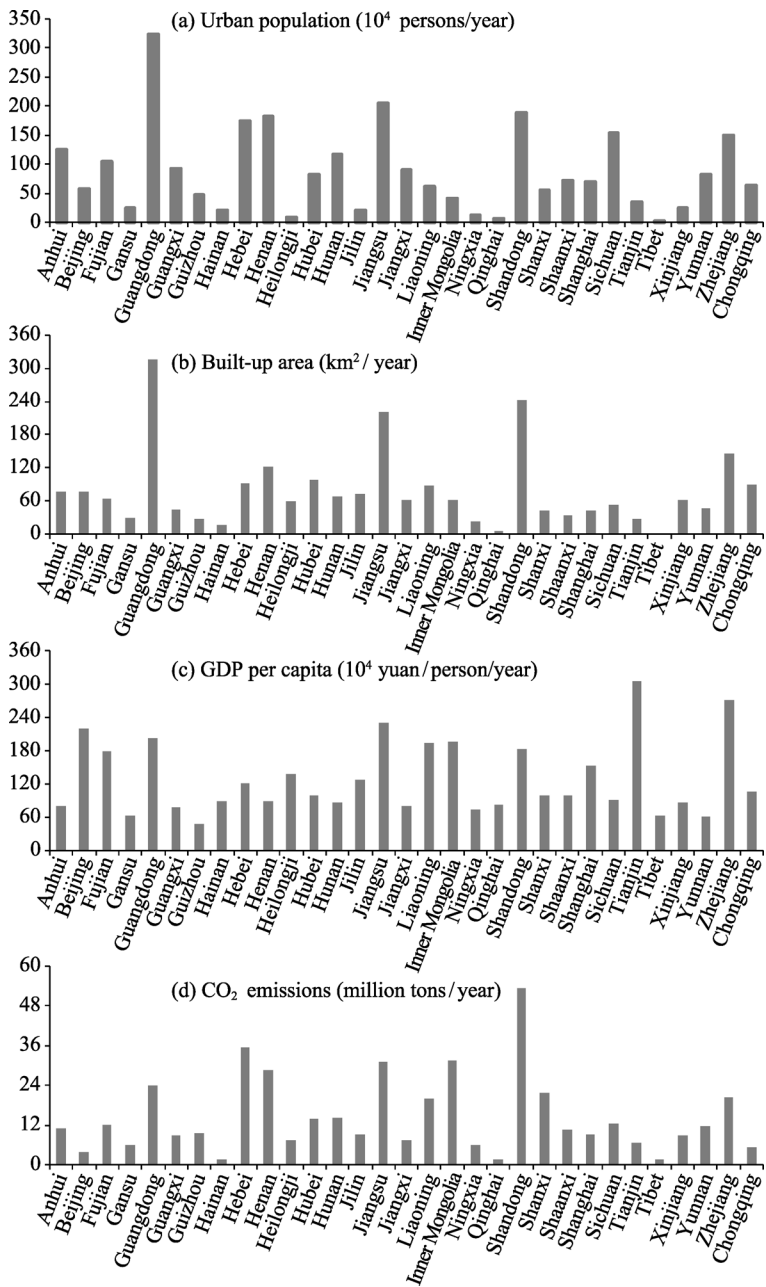 (a) Urban population (10⁴ persons/year)
350
300
250
200
150
100
50
0
Anhui
Beijing
Fujian
Gansu
Guangdong
Guangxi
Guizhou
Hainan
Hebei
Henan
Heilongji
Hubei
Hunan
Jilin
Jiangsu
Jiangxi
Liaoning
Inner Mongolia
Ningxia
Qinghai
Shandong
Shanxi
Shaanxi
Shanghai
Sichuan
Tianjin
Tibet
Xinjiang
Yunnan
Zhejiang
Chongqing
(b) Built-up area (km²/ year)
360
300
240
180
120
60
0
Anhui
Beijing
Fujian
Gansu
Guangdong
Guangxi
Guizhou
Hainan
Hebei
Henan
Heilongji
Hubei
Hunan
Jilin
Jiangsu
Jiangxi
Liaoning
Inner Mongolia
Ningxia
Qinghai
Shandong
Shanxi
Shaanxi
Shanghai
Sichuan
Tianjin
Tibet
Xinjiang
Yunnan
Zhejiang
Chongqing
(c) GDP per capita (10⁴ yuan/person/year)
360
300
240
180
120
60
0
Anhui
Beijing
Fujian
Gansu
Guangdong
Guangxi
Guizhou
Hainan
Hebei
Henan
Heilongji
Hubei
Hunan
Jilin
Jiangsu
Jiangxi
Liaoning
Inner Mongolia
Ningxia
Qinghai
Shandong
Shanxi
Shaanxi
Shanghai
Sichuan
Tianjin
Tibet
Xinjiang
Yunnan
Zhejiang
Chongqing
(d) CO₂ emissions (million tons/year)
60
48
36
24
12
0
Anhui
Beijing
Fujian
Gansu
Guangdong
Guangxi
Guizhou
Hainan
Hebei
Henan
Heilongji
Hubei
Hunan
Jilin
Jiangsu
Jiangxi
Liaoning
Inner Mongolia
Ningxia
Qinghai
Shandong
Shanxi
Shaanxi
Shanghai
Sichuan
Tianjin
Tibet
Xinjiang
Yunnan
Zhejiang
Chongqing